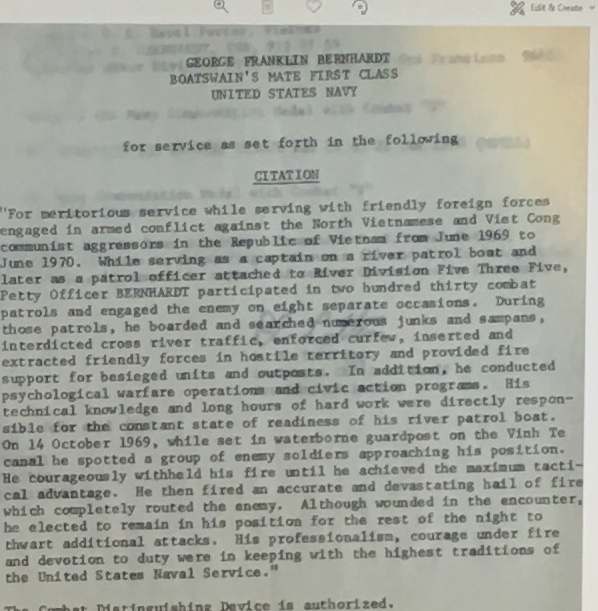 Edit & Create
GEORGE FRANKLIN BERNHARDT
BOATSWAIN'S MATE FIRST CLASS
UNITED STATES NAVY
for service as set forth in the following
CITATION
"For meritorious service while serving with friendly foreign forces
engaged in armed conflict against the North Vietnamese and Viet Cong
communist aggressors in the Republic of Vietnam from June 1969 to
June 1970. While serving as a captain on a river patrol boat and
later as a patrol officer attached to River Division Five Three Five,
Petty Officer BERNHARDT participated in two hundred thirty combat
patrols and engaged the enemy on eight separate occasions. During
those patrols, he boarded and searched numerous junks and sampans,
interdicted cross river traffic, enforced curfew, inserted and
extracted friendly forces in hostile territory and provided fire
support for besieged units and outposts. In addition, he conducted
psychological warfare operations and civic action programs. His
technical knowledge and long hours of hard work were directly respon-
sible for the constant state of readiness of his river patrol boat.
On 14 October 1969, while set in waterborne guardpost on the Vinh Te
canal he spotted a group of enemy soldiers approaching his position.
He courageously withheld his fire until he achieved the maximum tacti-
cal advantage. He then fired an accurate and devastating hail of fire
which completely routed the enemy. Although wounded in the encounter,
he elected to remain in his position for the rest of the night to
thwart additional attacks. His professionalism, courage under fire
and devotion to duty were in keeping with the highest traditions of
the United States Naval Service."
The Combat Distinguishing Device is authorized.